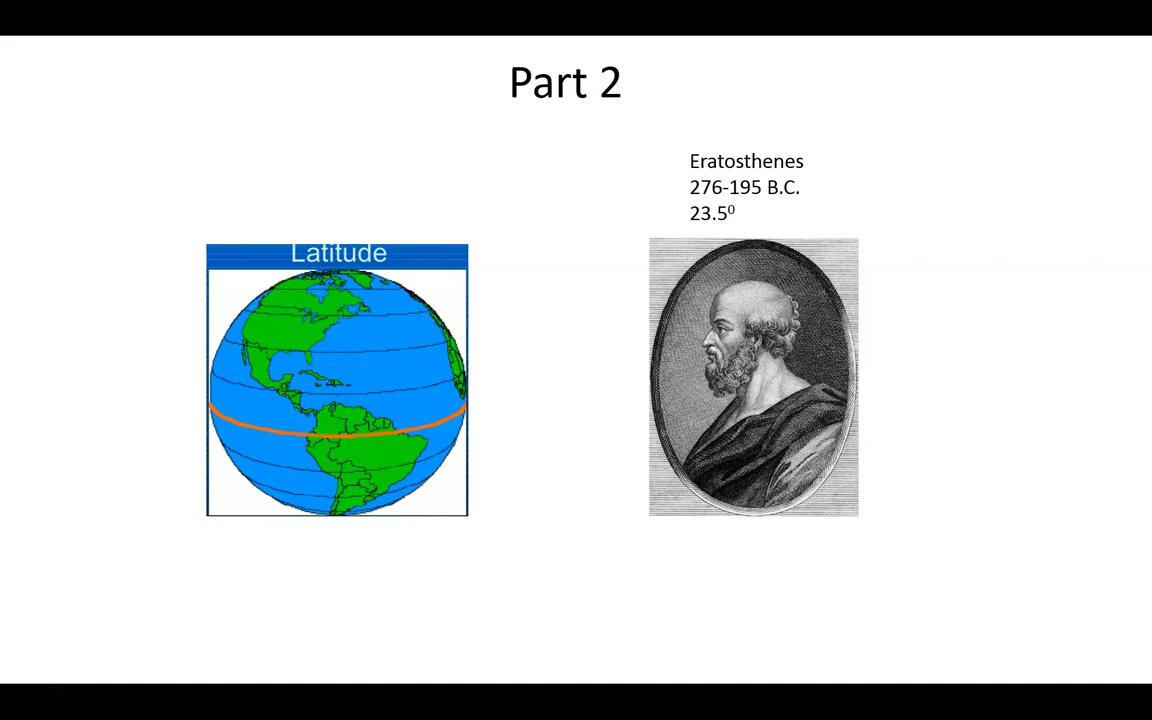 Part 2
Eratosthenes
276-195 B.C.
23.5⁰
Latitude